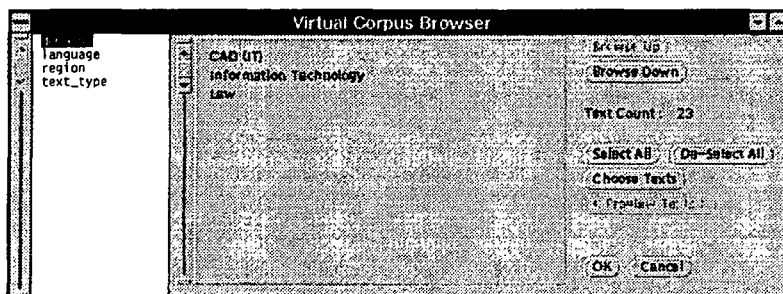 Virtual Corpus Browser
language
region
text_type
CAD (IT)
Information Technology
Law
Browse Up
Browse Down
Text Count: 23
Select All De-Select All
Choose Texts
OK Cancel